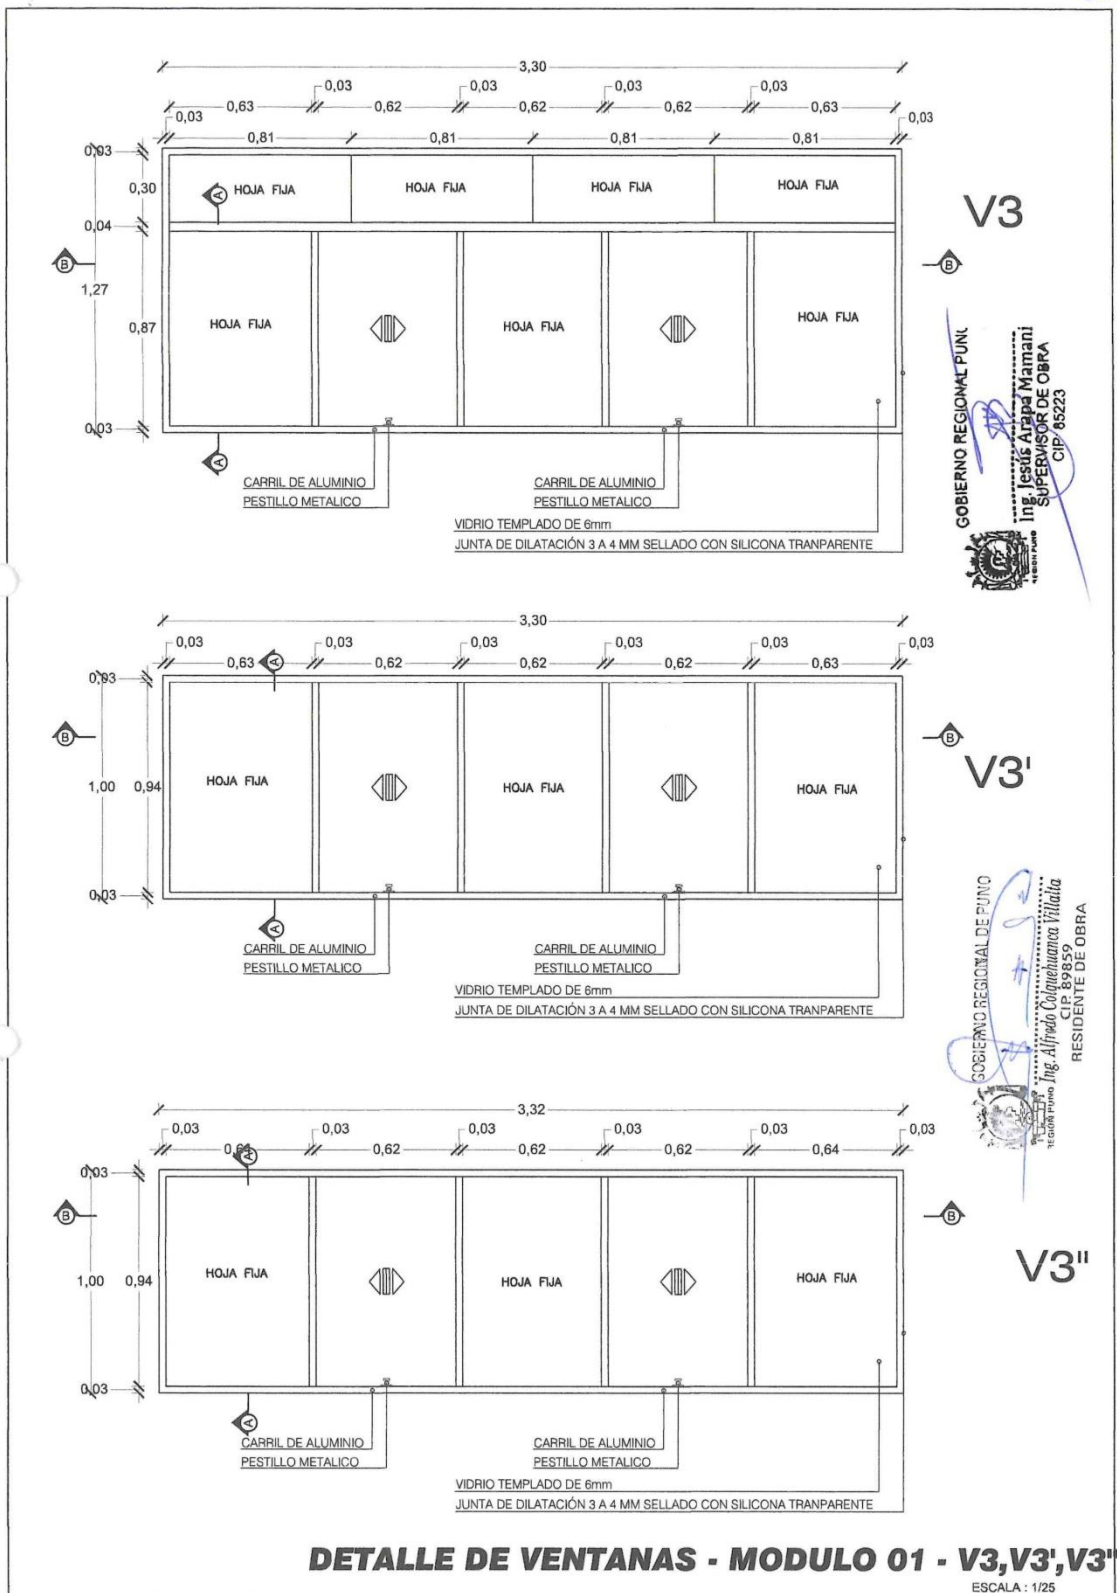 3,30
0,03 0,03 0,03 0,03
0,63 0,62 0,62 0,62 0,63
0,03 0,03
0,81 0,81 0,81 0,81
0,03
0,30
0,04
1,27
0,87
0,03
HOJA FIJA HOJA FIJA HOJA FIJA HOJA FIJA
A
B B
V3
HOJA FIJA HOJA FIJA HOJA FIJA
A
CARRIL DE ALUMINIO CARRIL DE ALUMINIO
PESTILLO METALICO PESTILLO METALICO
VIDRIO TEMPLADO DE 6mm
JUNTA DE DILATACIÓN 3 A 4 MM SELLADO CON SILICONA TRANPARENTE
GOBIERNO REGIONAL PUNO
Ing. Jesús Arapa Mamani
SUPERVISOR DE OBRA
CIP. 85223
REGION PUNO
3,30
0,03 0,03 0,03 0,03 0,03 0,03
0,63 0,62 0,62 0,62 0,63
A
0,03
B B
V3'
1,00 0,94
HOJA FIJA HOJA FIJA HOJA FIJA
0,03
A
CARRIL DE ALUMINIO CARRIL DE ALUMINIO
PESTILLO METALICO PESTILLO METALICO
VIDRIO TEMPLADO DE 6mm
JUNTA DE DILATACIÓN 3 A 4 MM SELLADO CON SILICONA TRANPARENTE
GOBIERNO REGIONAL DE PUNO
Ing. Alfredo Colquehuanca Villalta
CIP. 89859
RESIDENTE DE OBRA
REGION PUNO
3,32
0,03 0,03 0,03 0,03 0,03 0,03
0,64 0,62 0,62 0,62 0,64
A
0,03
B B
V3"
1,00 0,94
HOJA FIJA HOJA FIJA HOJA FIJA
0,03
A
CARRIL DE ALUMINIO CARRIL DE ALUMINIO
PESTILLO METALICO PESTILLO METALICO
VIDRIO TEMPLADO DE 6mm
JUNTA DE DILATACIÓN 3 A 4 MM SELLADO CON SILICONA TRANPARENTE
DETALLE DE VENTANAS - MODULO 01 - V3,V3',V3"
ESCALA : 1/25